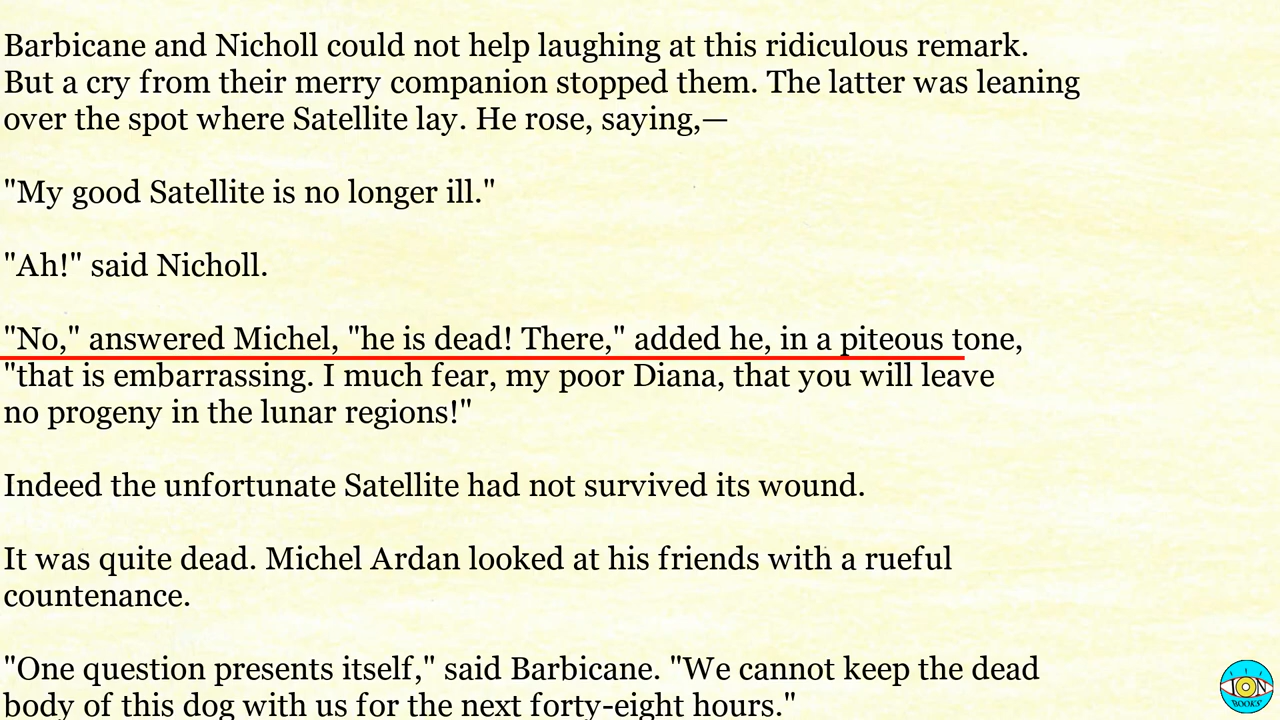 Barbicane and Nicholl could not help laughing at this ridiculous remark.
But a cry from their merry companion stopped them. The latter was leaning
over the spot where Satellite lay. He rose, saying,—
"My good Satellite is no longer ill."
"Ah!" said Nicholl.
"No," answered Michel, "he is dead! There," added he, in a piteous tone,
"that is embarrassing. I much fear, my poor Diana, that you will leave
no progeny in the lunar regions!"
Indeed the unfortunate Satellite had not survived its wound.
It was quite dead. Michel Ardan looked at his friends with a rueful
countenance.
"One question presents itself," said Barbicane. "We cannot keep the dead
body of this dog with us for the next forty-eight hours."
ION
BOOKS